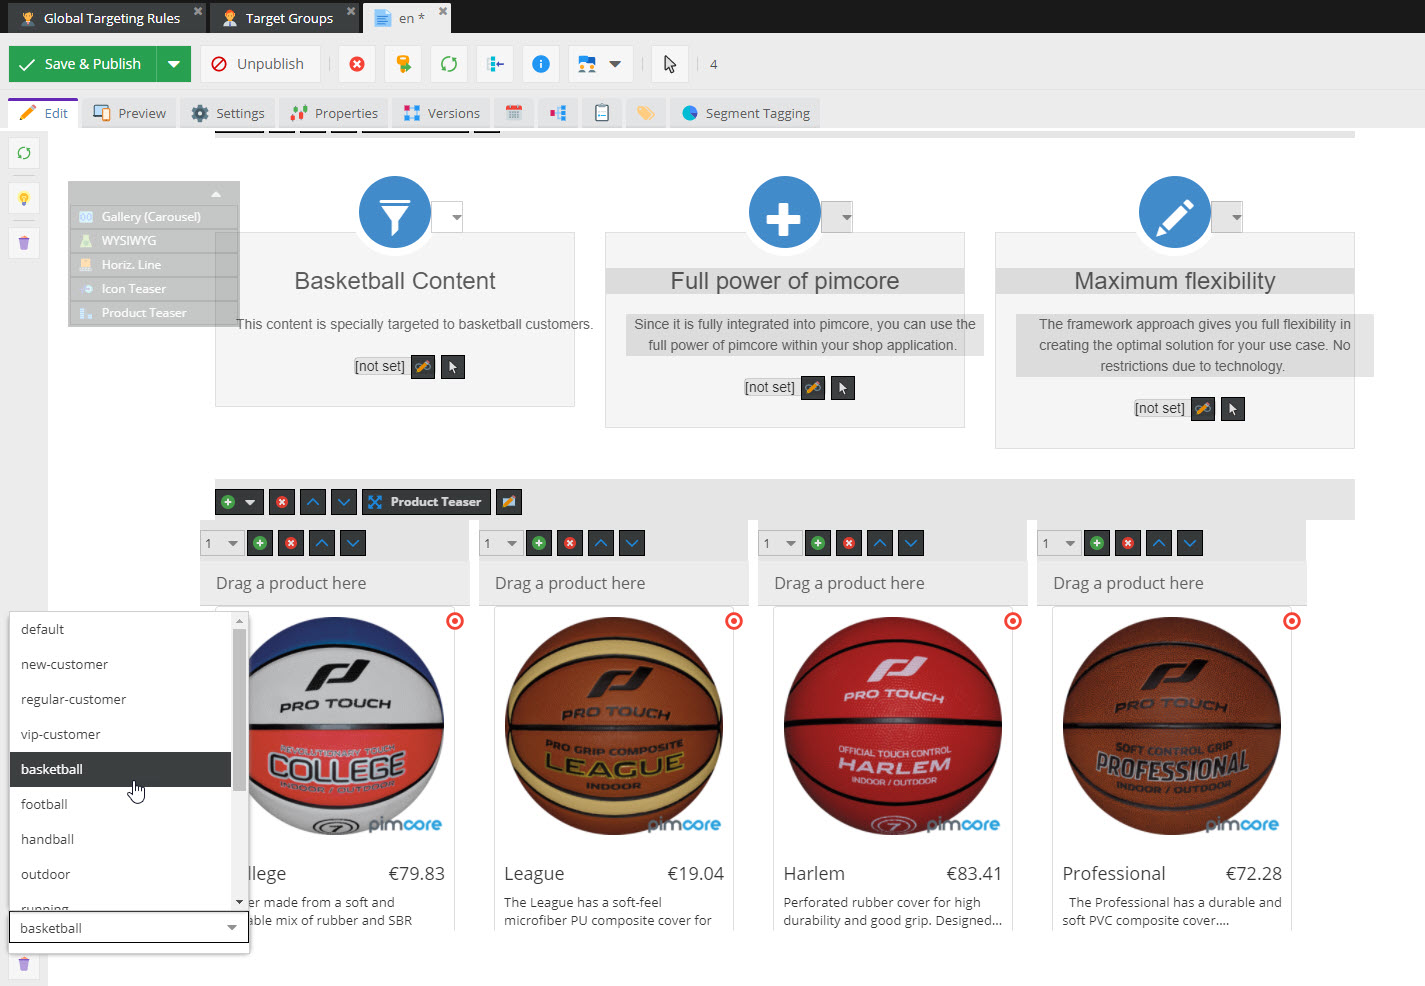 Global Targeting Rules
Target Groups
en *
Save & Publish
Unpublish
4
Edit
Preview
Settings
Properties
Versions
Segment Tagging
Gallery (Carousel)
WYSIWYG
Horiz. Line
Icon Teaser
Product Teaser
Basketball Content
This content is specially targeted to basketball customers.
[not set]
Full power of pimcore
Since it is fully integrated into pimcore, you can use the
full power of pimcore within your shop application.
[not set]
Maximum flexibility
The framework approach gives you full flexibility in
creating the optimal solution for your use case. No
restrictions due to technology.
[not set]
Product Teaser
1
1
1
1
Drag a product here
Drag a product here
Drag a product here
Drag a product here
default
new-customer
regular-customer
vip-customer
basketball
football
handball
outdoor
running
basketball
PRO TOUCH
REVOLUTIONARY TOUCH
COLLEGE
INDOOR / OUTDOOR
7
pimcore
llege €79.83
er made from a soft and
able mix of rubber and SBR
PRO TOUCH
PRO GRIP COMPOSITE
LEAGUE
INDOOR
pimcore
League €19.04
The League has a soft-feel
microfiber PU composite cover for
PRO TOUCH
OFFICIAL TOUCH CONTROL
HARLEM
INDOOR / OUTDOOR
7
pimcore
Harlem €83.41
Perforated rubber cover for high
durability and good grip. Designed...
PRO TOUCH
SOFT CONTROL GRIP
PROFESSIONAL
INDOOR / OUTDOOR
pimcore
Professional €72.28
The Professional has a durable and
soft PVC composite cover....